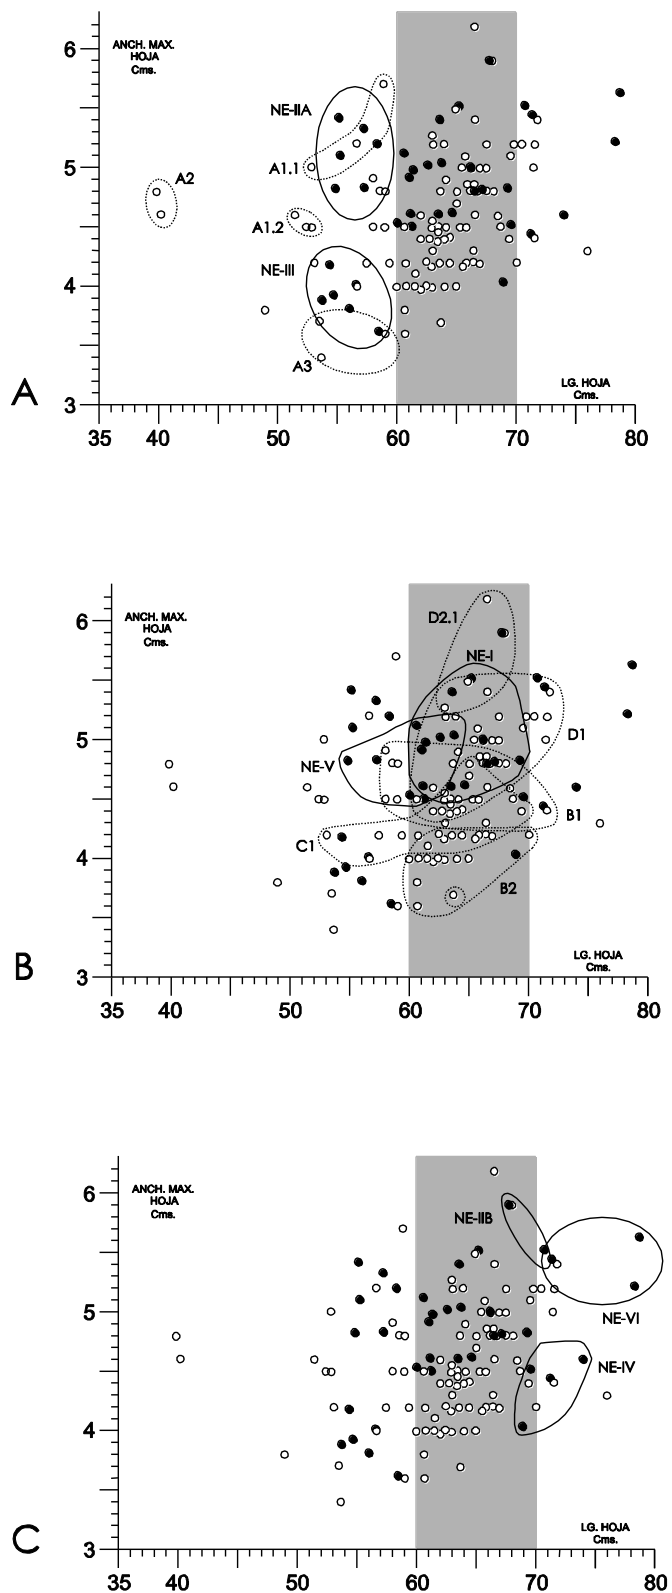 ANCH. MAX.
HOJA
Cms.
6
5
4
3
NE-IIA
A1.1
A2
A1.2
NE-III
A3
LG. HOJA
Cms.
A
35 40 50 60 70 80
ANCH. MAX.
HOJA
Cms.
6
5
4
3
D2.1
NE-I
D1
NE-V
B1
C1
B2
LG. HOJA
Cms.
B
35 40 50 60 70 80
ANCH. MAX.
HOJA
Cms.
6
5
4
3
NE-IIB
NE-VI
NE-IV
LG. HOJA
Cms.
C
35 40 50 60 70 80